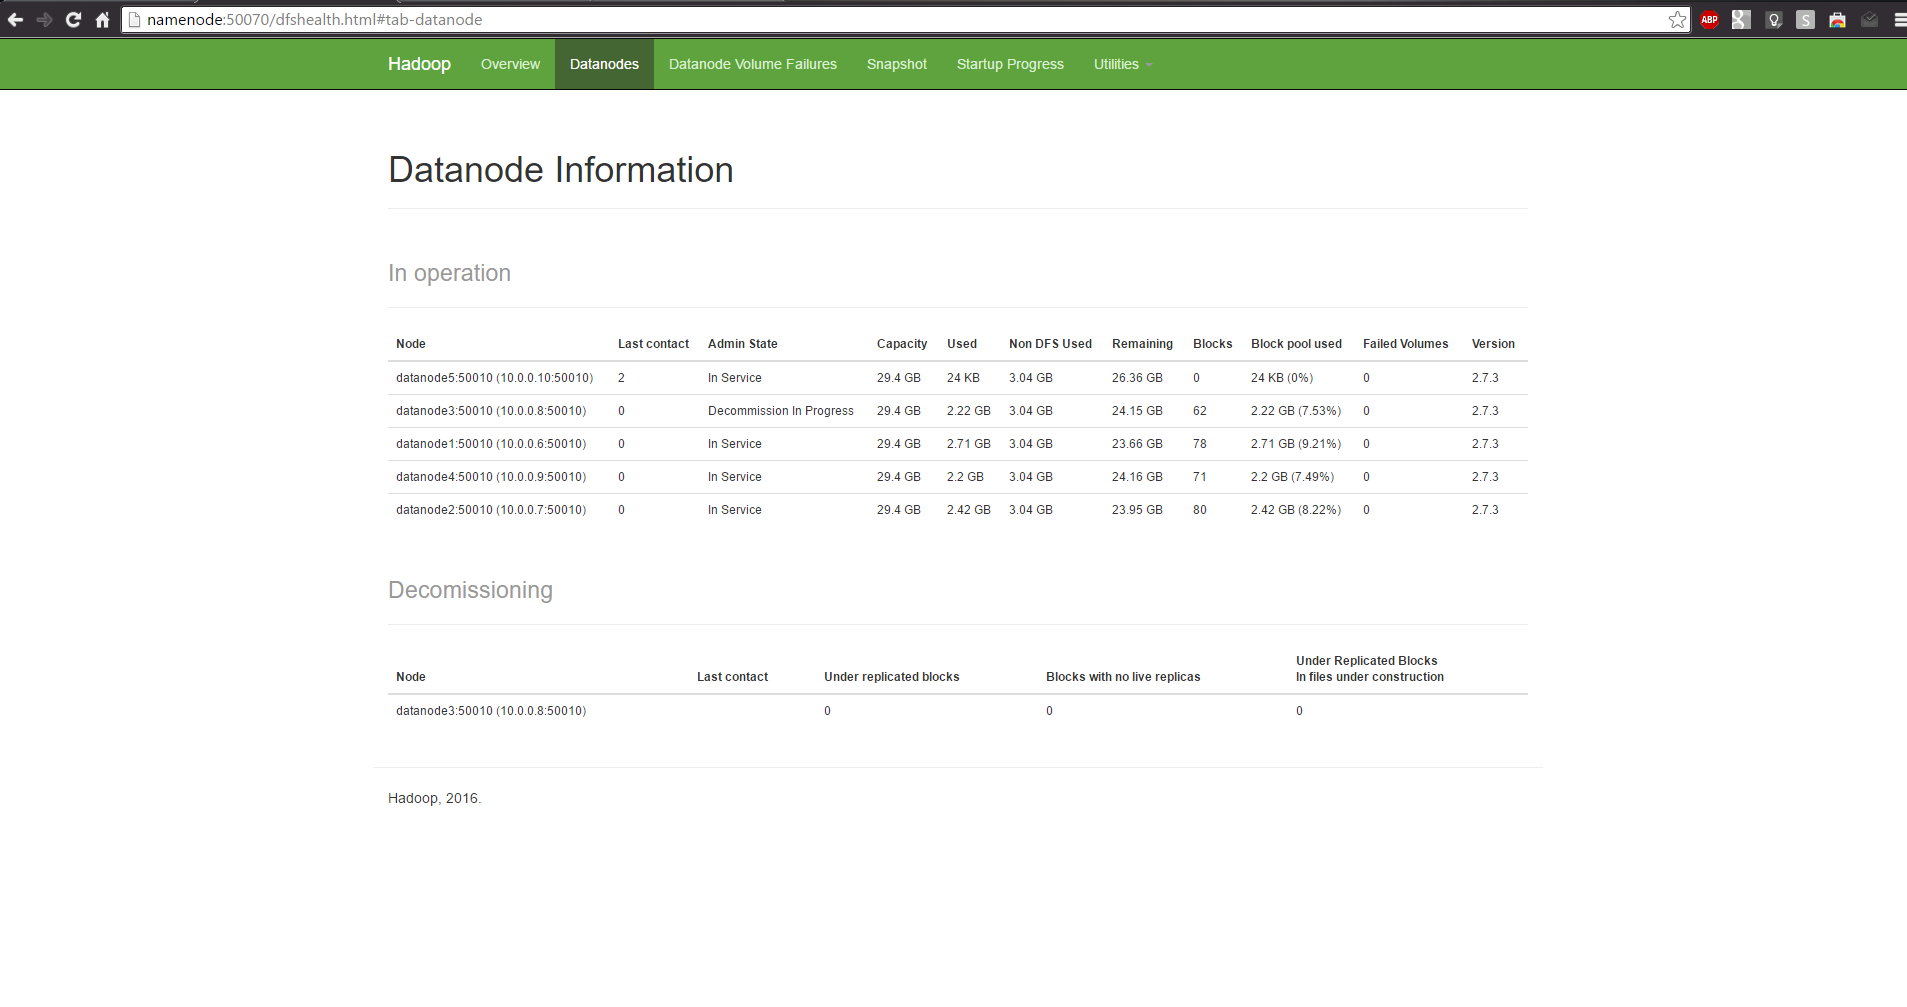 namenode:50070/dfshealth.html#tab-datanode
ABP
S
Hadoop Overview Datanodes Datanode Volume Failures Snapshot Startup Progress Utilities
Datanode Information
In operation
Node Last contact Admin State Capacity Used Non DFS Used Remaining Blocks Block pool used Failed Volumes Version
datanode5:50010 (10.0.0.10:50010) 2 In Service 29.4 GB 24 KB 3.04 GB 26.36 GB 0 24 KB (0%) 0 2.7.3
datanode3:50010 (10.0.0.8:50010) 0 Decommission In Progress 29.4 GB 2.22 GB 3.04 GB 24.15 GB 62 2.22 GB (7.53%) 0 2.7.3
datanode1:50010 (10.0.0.6:50010) 0 In Service 29.4 GB 2.71 GB 3.04 GB 23.66 GB 78 2.71 GB (9.21%) 0 2.7.3
datanode4:50010 (10.0.0.9:50010) 0 In Service 29.4 GB 2.2 GB 3.04 GB 24.16 GB 71 2.2 GB (7.49%) 0 2.7.3
datanode2:50010 (10.0.0.7:50010) 0 In Service 29.4 GB 2.42 GB 3.04 GB 23.95 GB 80 2.42 GB (8.22%) 0 2.7.3
Decomissioning
Node Last contact Under replicated blocks Blocks with no live replicas Under Replicated Blocks
In files under construction
datanode3:50010 (10.0.0.8:50010) 0 0 0
Hadoop, 2016.